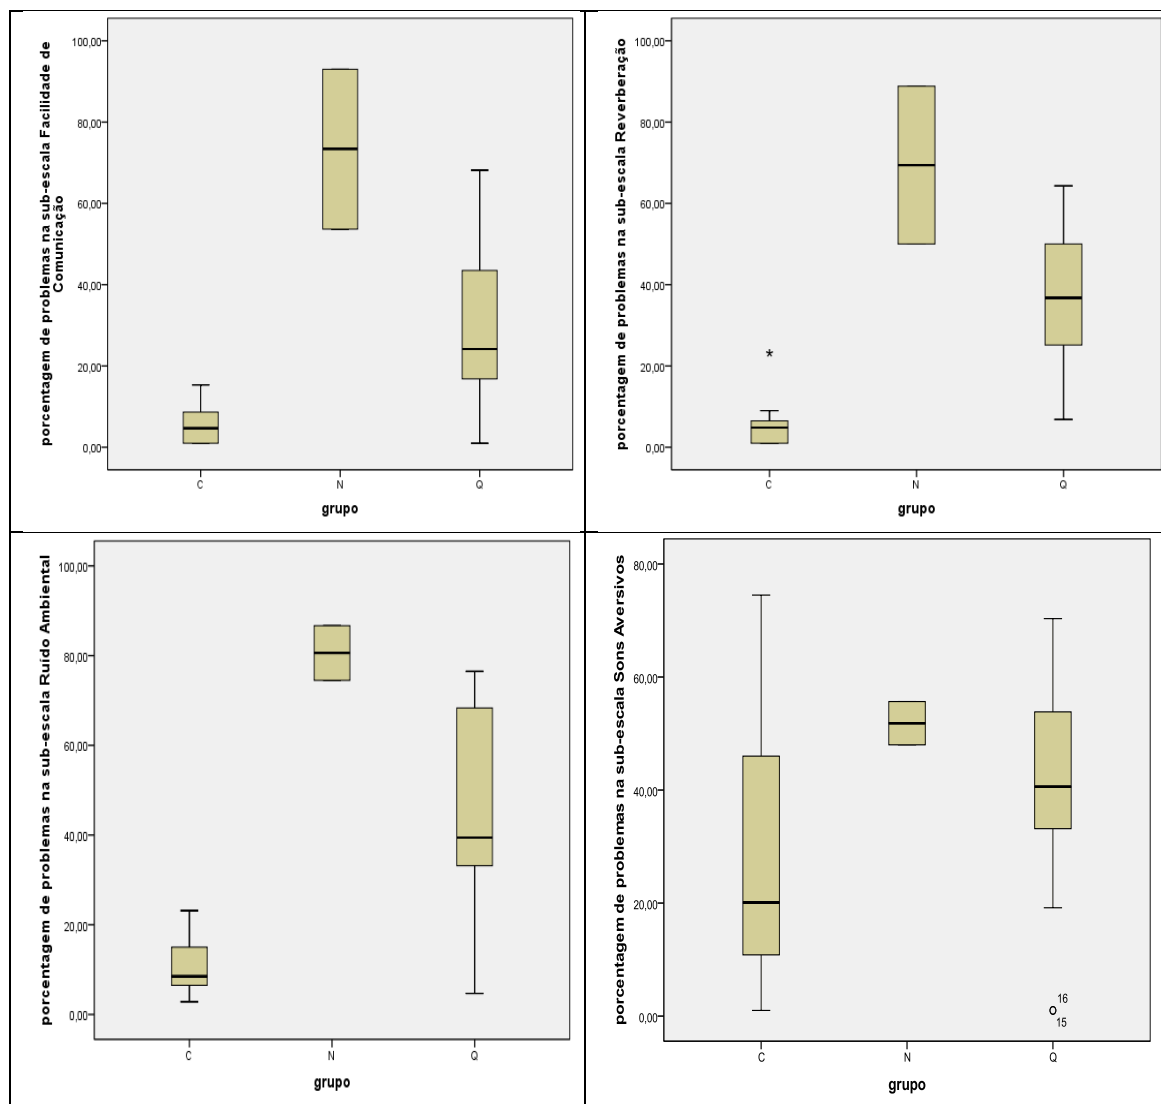 porcentagem de problemas na sub-escala Facilidade de
Comunicação
100,00
80,00
60,00
40,00
20,00
0,00
C
N
Q
grupo
porcentagem de problemas na sub-escala Reverberação
100,00
80,00
60,00
40,00
20,00
0,00
*
C
N
Q
grupo
porcentagem de problemas na sub-escala Ruído Ambiental
100,00
80,00
60,00
40,00
20,00
0,00
C
N
Q
grupo
porcentagem de problemas na sub-escala Sons Aversivos
80,00
60,00
40,00
20,00
0,00
16
15
C
N
Q
grupo